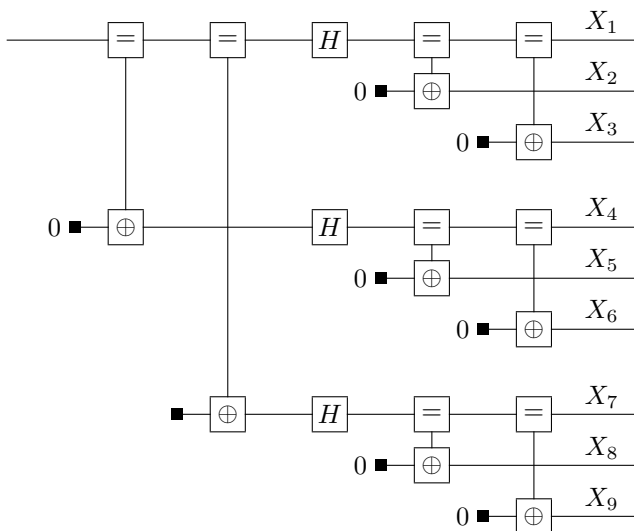 = = H = = X₁
0 ⊕ X₂
0 ⊕ X₃
0 ⊕ H = = X₄
0 ⊕ X₅
0 ⊕ X₆
⊕ H = = X₇
0 ⊕ X₈
0 ⊕ X₉